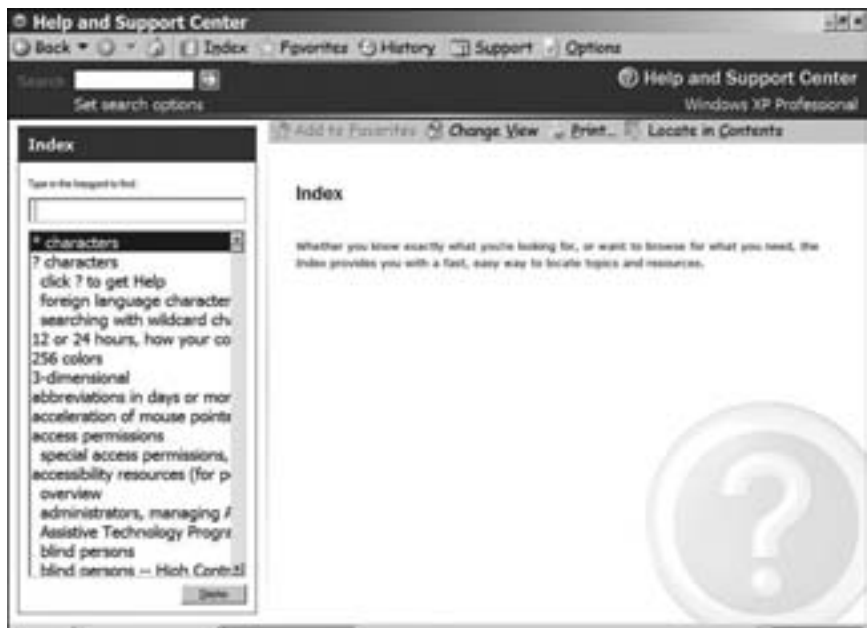 Help and Support Center
Back Index Favorites History Support Options
Search
Set search options
Help and Support Center
Windows XP Professional
Index
Type in the keyword to find:
* characters
? characters
click ? to get Help
foreign language character
searching with wildcard ch
12 or 24 hours, how your co
256 colors
3-dimensional
abbreviations in days or mor
acceleration of mouse pointe
access permissions
special access permissions,
accessibility resources (for p
overview
administrators, managing A
Assistive Technology Progra
blind persons
blind persons -- High Contr
Add to Favorites Change View Print... Locate in Contents
Index
Whether you know exactly what you're looking for, or want to browse for what you need, the
Index provides you with a fast, easy way to locate topics and resources.
?